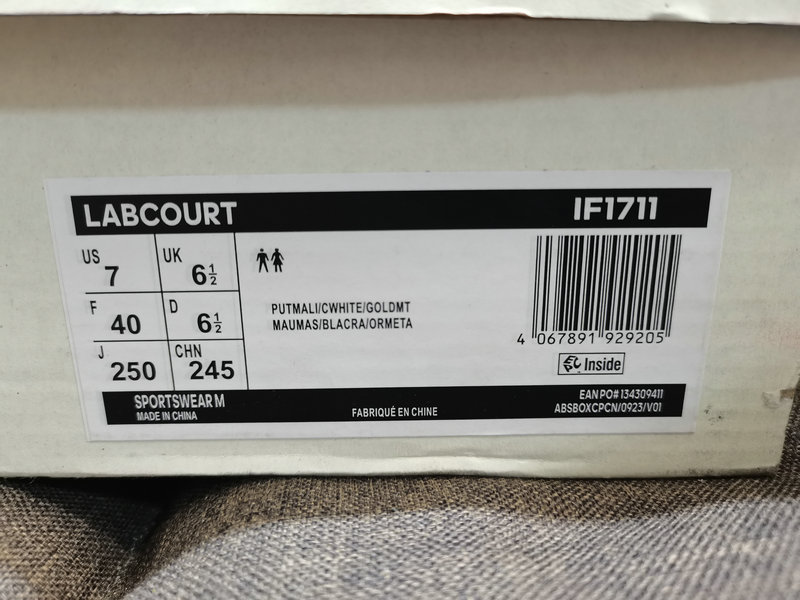 LABCOURT IF1711
US 7 UK 6½
F 40 D 6½
J 250 CHN 245
PUTMALI/CWHITE/GOLDMT
MAUMAS/BLACRA/ORMETA
4 067891 929205
Inside
SPORTSWEAR M
MADE IN CHINA
FABRIQUÉ EN CHINE
EAN PO# 134309411
ABSBOXCPCN/0923/V01